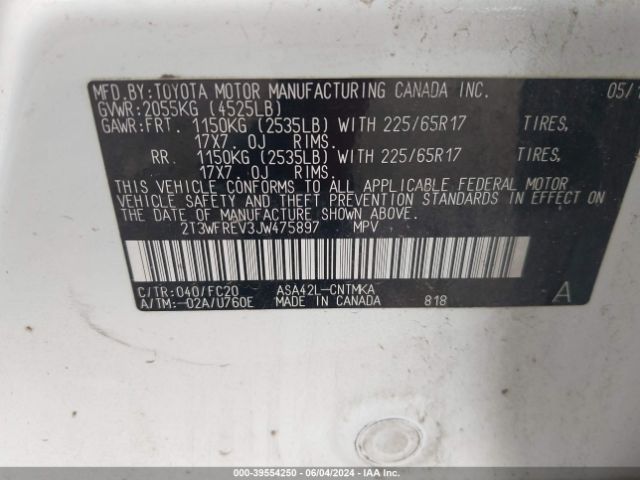 MFD. BY: TOYOTA MOTOR MANUFACTURING CANADA INC. 05/1
GVWR: 2055KG (4525LB)
GAWR: FRT. 1150KG (2535LB) WITH 225/65R17 TIRES,
17X7.0J RIMS.
RR. 1150KG (2535LB) WITH 225/65R17 TIRES,
17X7.0J RIMS.
THIS VEHICLE CONFORMS TO ALL APPLICABLE FEDERAL MOTOR
VEHICLE SAFETY AND THEFT PREVENTION STANDARDS IN EFFECT ON
THE DATE OF MANUFACTURE SHOWN ABOVE.
2T3WFREV3JW475897 MPV
C/TR: 040/FC20 ASA42L-CNTMKA A
A/TM: -02A/U760E MADE IN CANADA 818
000-39554250 | 06/04/2024 | IAA Inc.